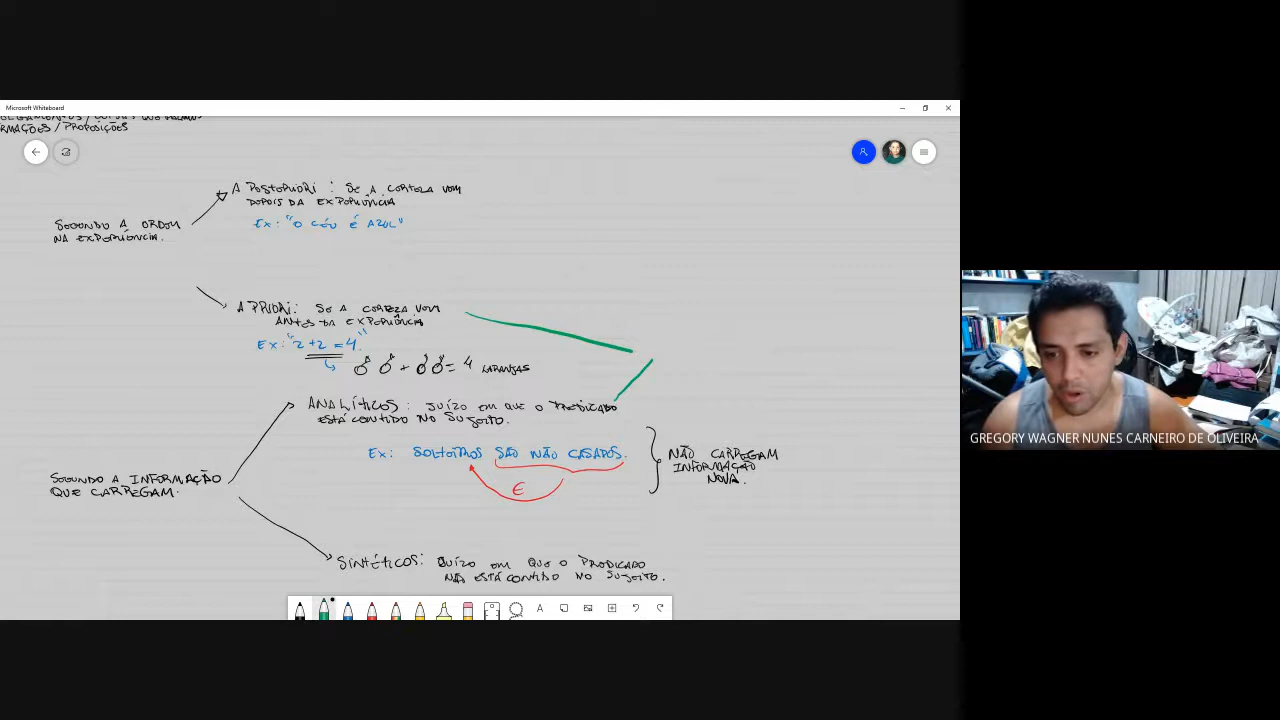 Microsoft Whiteboard
RMAÇÕES / PROPOSIÇÕES
A POSTERIORI : SE A CERTEZA VEM
DEPOIS DA EXPERIÊNCIA
EX: "O CÉU É AZUL"
SEGUNDO A ORDEM
NA EXPERIÊNCIA.
A PRIORI: SE A CERTEZA VEM
ANTES DA EXPERIÊNCIA
EX: "2 + 2 = 4."
+ = 4 LARANJAS
ANALÍTICOS : JUÍZO EM QUE O PREDICADO
ESTÁ CONTIDO NO SUJEITO.
EX: SOLTEIROS SÃO NÃO CASADOS.
E
NÃO CARREGAM
INFORMAÇÃO
NOVA.
SEGUNDO A INFORMAÇÃO
QUE CARREGAM.
SINTÉTICOS: JUÍZO EM QUE O PREDICADO
NÃO ESTÁ CONTIDO NO SUJEITO.
A
GREGORY WAGNER NUNES CARNEIRO DE OLIVEIRA